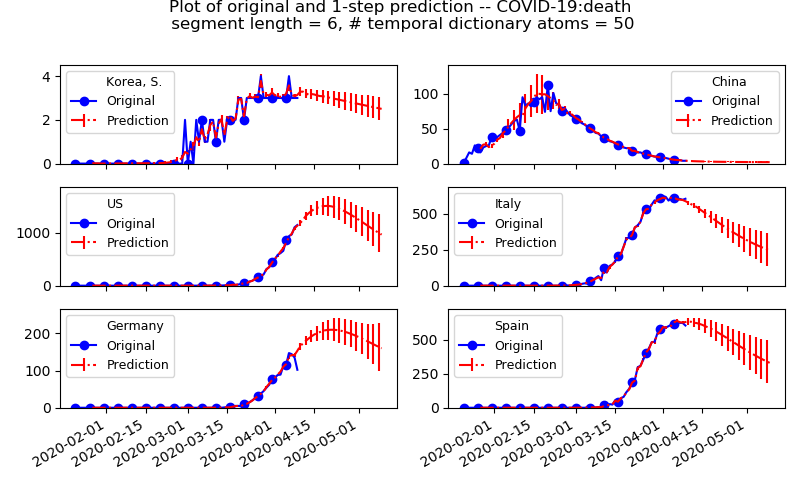 Plot of original and 1-step prediction -- COVID-19:death
segment length = 6, # temporal dictionary atoms = 50
4
2
0
Korea, S.
Original
Prediction
100
50
0
China
Original
Prediction
1000
0
US
Original
Prediction
500
250
0
Italy
Original
Prediction
200
100
0
Germany
Original
Prediction
500
250
0
Spain
Original
Prediction
2020-02-01
2020-02-15
2020-03-01
2020-03-15
2020-04-01
2020-04-15
2020-05-01
2020-02-01
2020-02-15
2020-03-01
2020-03-15
2020-04-01
2020-04-15
2020-05-01